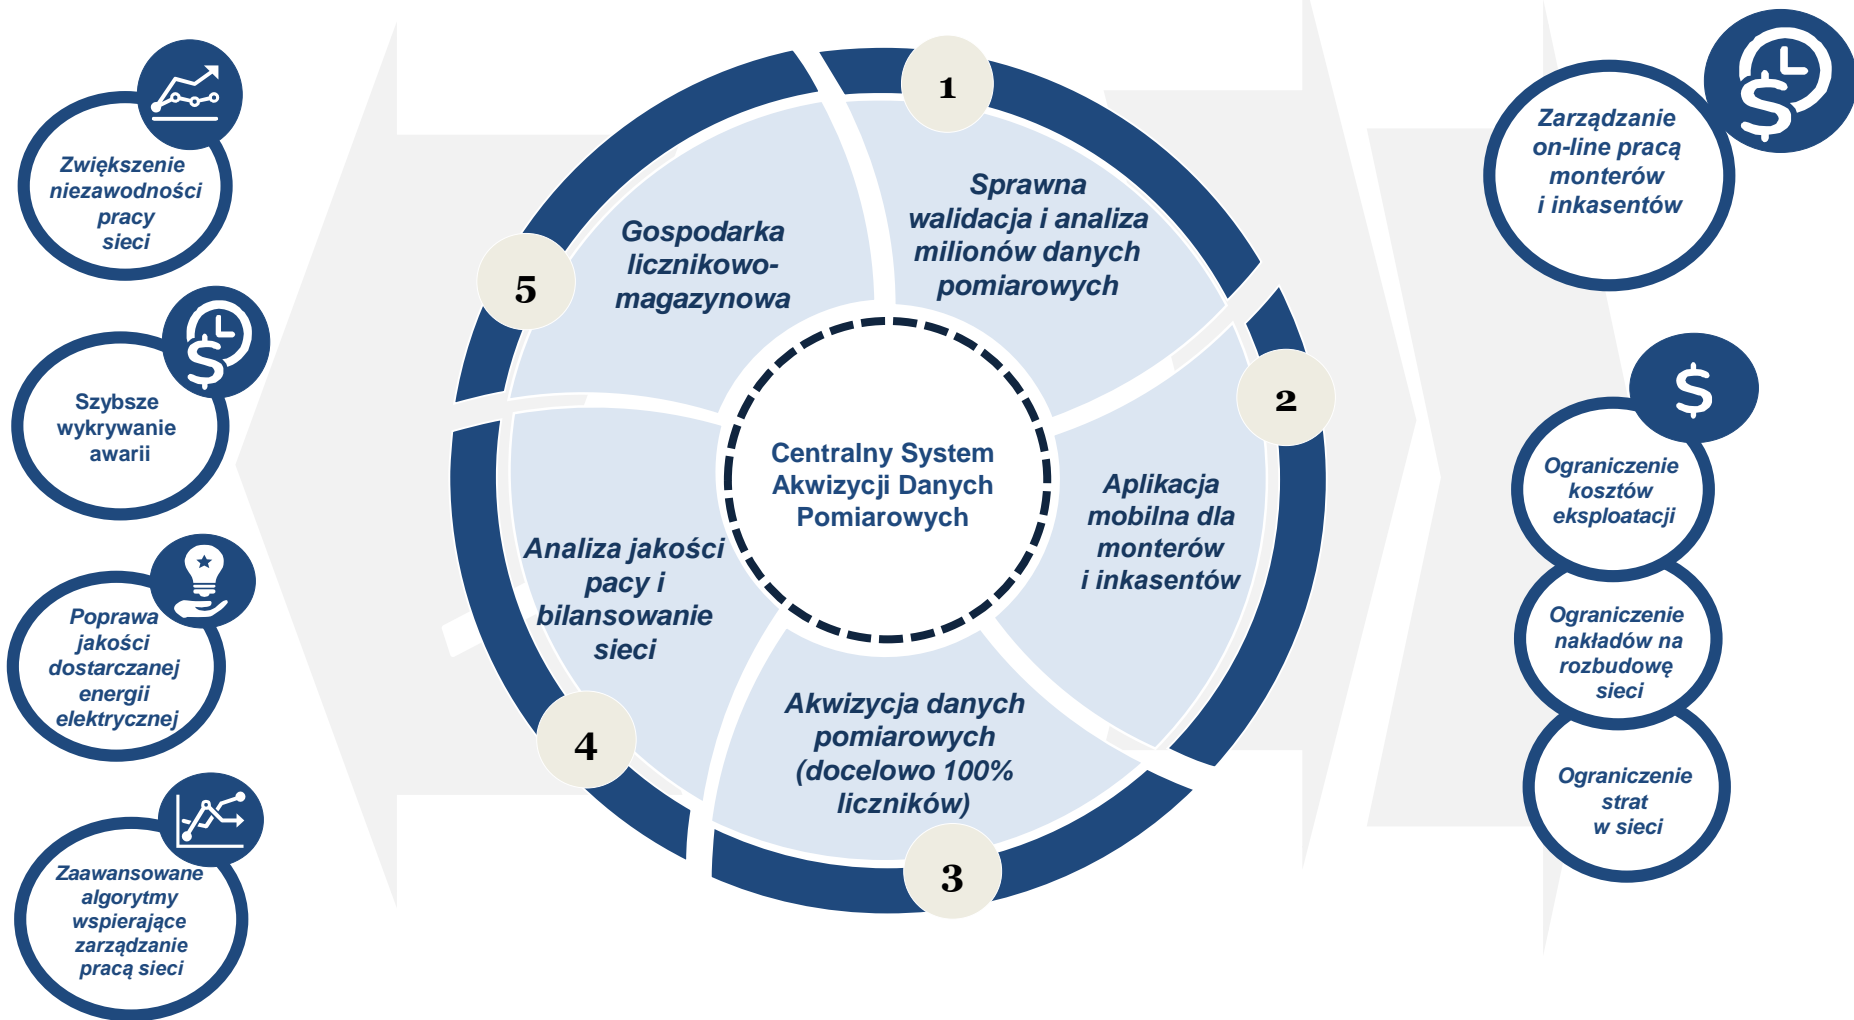 Zwiększenie
niezawodności
pracy
sieci
Szybsze
wykrywanie
awarii
Poprawa
jakości
dostarczanej
energii
elektrycznej
Zaawansowane
algorytmy
wspierające
zarządzanie
pracą sieci
1
Sprawna
walidacja i analiza
milionów danych
pomiarowych
2
Aplikacja
mobilna dla
monterów
i inkasentów
3
Akwizycja danych
pomiarowych
(docelowo 100%
liczników)
4
Analiza jakości
pacy i
bilansowanie
sieci
5
Gospodarka
licznikowo-
magazynowa
Centralny System
Akwizycji Danych
Pomiarowych
Zarządzanie
on-line pracą
monterów
i inkasentów
$
Ograniczenie
kosztów
eksploatacji
Ograniczenie
nakładów na
rozbudowę
sieci
Ograniczenie
strat
w sieci